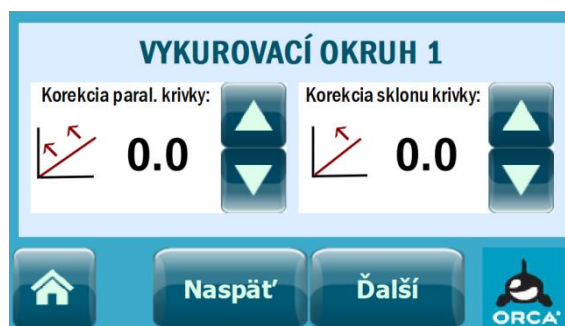 VYKUROVACÍ OKRUH 1
Korekcia paral. krivky:
0.0
Korekcia sklonu krivky:
0.0
Naspäť
Ďalší
ORCA